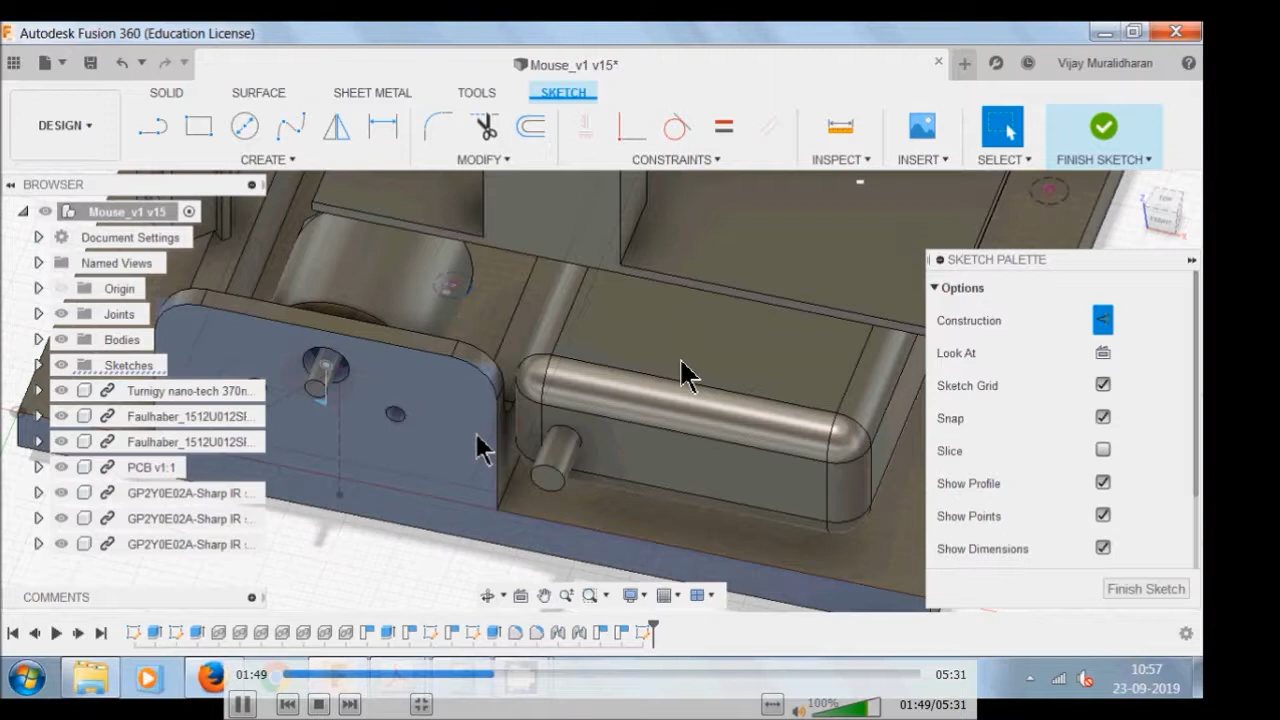 Autodesk Fusion 360 (Education License)
Mouse_v1 v15*
Vijay Muralidharan
SOLID SURFACE SHEET METAL TOOLS SKETCH
DESIGN
CREATE MODIFY CONSTRAINTS INSPECT INSERT SELECT FINISH SKETCH
BROWSER
Mouse_v1 v15
Document Settings
Named Views
Origin
Joints
Bodies
Sketches
Turnigy nano-tech 370n...
Faulhaber_1512U012SI...
Faulhaber_1512U012SI...
PCB v1:1
GP2Y0E02A-Sharp IR :...
GP2Y0E02A-Sharp IR :...
GP2Y0E02A-Sharp IR :...
COMMENTS
TOP
FRONT
SKETCH PALETTE
Options
Construction
Look At
Sketch Grid
Snap
Slice
Show Profile
Show Points
Show Dimensions
Finish Sketch
01:49
05:31
100%
01:49/05:31
10:57
23-09-2019